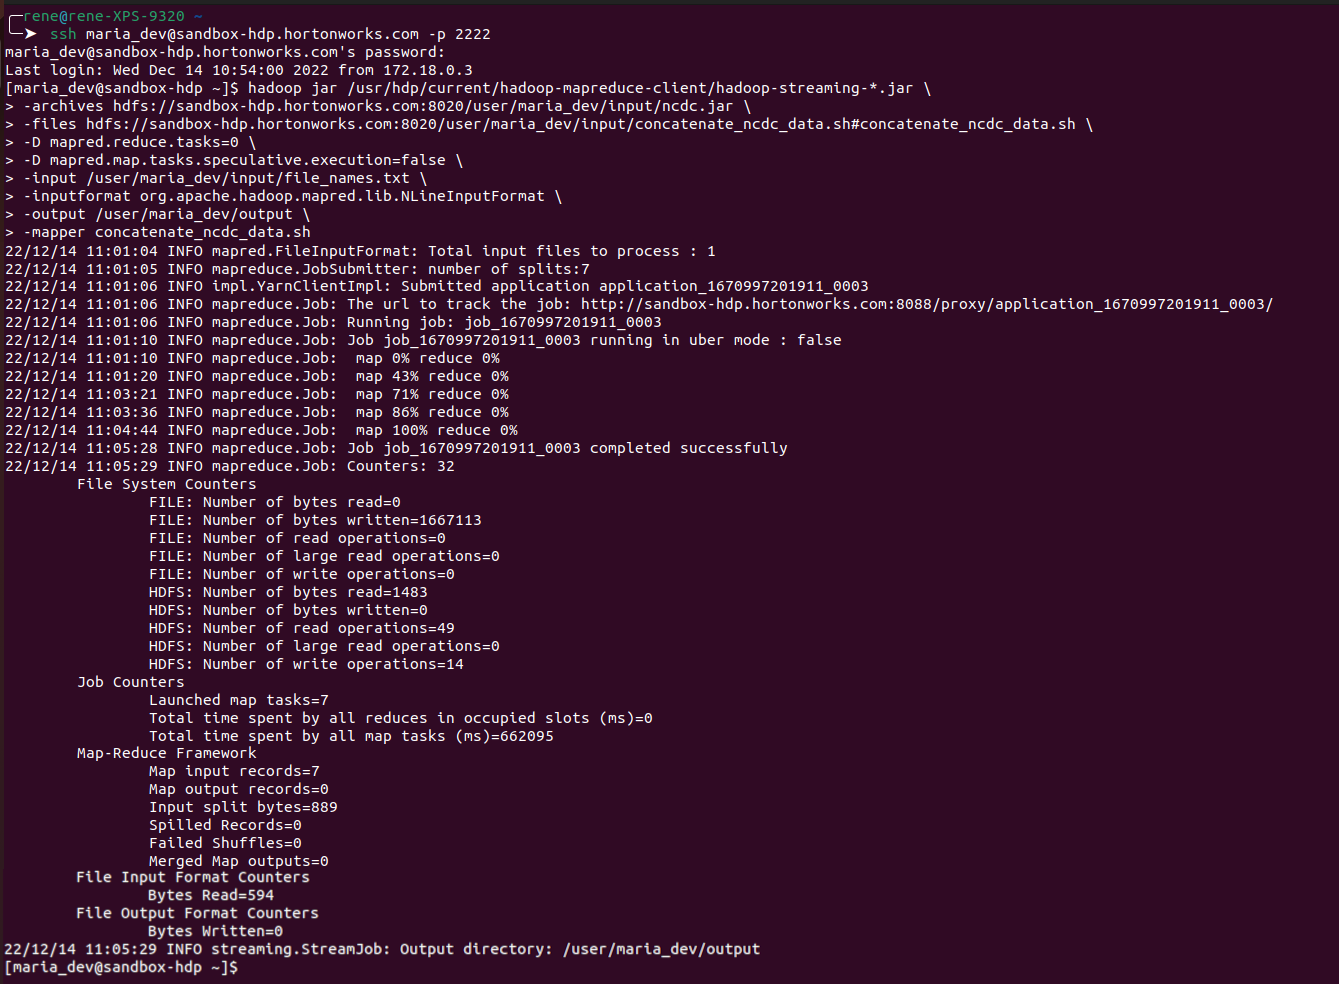 rene@rene-XPS-9320 ~
ssh maria_dev@sandbox-hdp.hortonworks.com -p 2222
maria_dev@sandbox-hdp.hortonworks.com's password:
Last login: Wed Dec 14 10:54:00 2022 from 172.18.0.3
[maria_dev@sandbox-hdp ~]$ hadoop jar /usr/hdp/current/hadoop-mapreduce-client/hadoop-streaming-*.jar \
> -archives hdfs://sandbox-hdp.hortonworks.com:8020/user/maria_dev/input/ncdc.jar \
> -files hdfs://sandbox-hdp.hortonworks.com:8020/user/maria_dev/input/concatenate_ncdc_data.sh#concatenate_ncdc_data.sh \
> -D mapred.reduce.tasks=0 \
> -D mapred.map.tasks.speculative.execution=false \
> -input /user/maria_dev/input/file_names.txt \
> -inputformat org.apache.hadoop.mapred.lib.NLineInputFormat \
> -output /user/maria_dev/output \
> -mapper concatenate_ncdc_data.sh
22/12/14 11:01:04 INFO mapred.FileInputFormat: Total input files to process : 1
22/12/14 11:01:05 INFO mapreduce.JobSubmitter: number of splits:7
22/12/14 11:01:06 INFO impl.YarnClientImpl: Submitted application application_1670997201911_0003
22/12/14 11:01:06 INFO mapreduce.Job: The url to track the job: http://sandbox-hdp.hortonworks.com:8088/proxy/application_1670997201911_0003/
22/12/14 11:01:06 INFO mapreduce.Job: Running job: job_1670997201911_0003
22/12/14 11:01:10 INFO mapreduce.Job: Job job_1670997201911_0003 running in uber mode : false
22/12/14 11:01:10 INFO mapreduce.Job:  map 0% reduce 0%
22/12/14 11:01:20 INFO mapreduce.Job:  map 43% reduce 0%
22/12/14 11:03:21 INFO mapreduce.Job:  map 71% reduce 0%
22/12/14 11:03:36 INFO mapreduce.Job:  map 86% reduce 0%
22/12/14 11:04:44 INFO mapreduce.Job:  map 100% reduce 0%
22/12/14 11:05:28 INFO mapreduce.Job: Job job_1670997201911_0003 completed successfully
22/12/14 11:05:29 INFO mapreduce.Job: Counters: 32
File System Counters
FILE: Number of bytes read=0
FILE: Number of bytes written=1667113
FILE: Number of read operations=0
FILE: Number of large read operations=0
FILE: Number of write operations=0
HDFS: Number of bytes read=1483
HDFS: Number of bytes written=0
HDFS: Number of read operations=49
HDFS: Number of large read operations=0
HDFS: Number of write operations=14
Job Counters
Launched map tasks=7
Total time spent by all reduces in occupied slots (ms)=0
Total time spent by all map tasks (ms)=662095
Map-Reduce Framework
Map input records=7
Map output records=0
Input split bytes=889
Spilled Records=0
Failed Shuffles=0
Merged Map outputs=0
File Input Format Counters
Bytes Read=594
File Output Format Counters
Bytes Written=0
22/12/14 11:05:29 INFO streaming.StreamJob: Output directory: /user/maria_dev/output
[maria_dev@sandbox-hdp ~]$